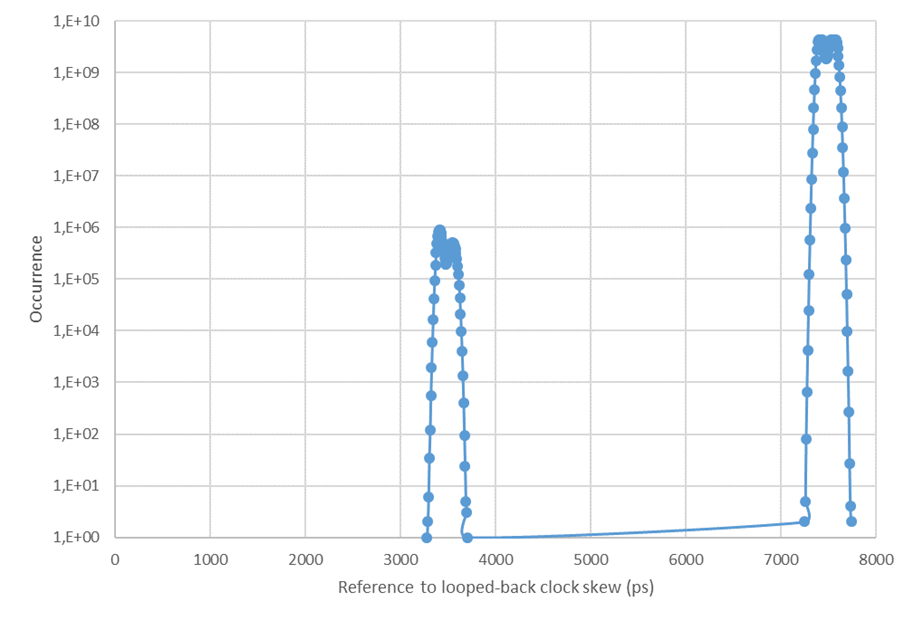 1,E+10
1,E+09
1,E+08
1,E+07
1,E+06
1,E+05
1,E+04
1,E+03
1,E+02
1,E+01
1,E+00
Occurrence
0 1000 2000 3000 4000 5000 6000 7000 8000
Reference to looped-back clock skew (ps)